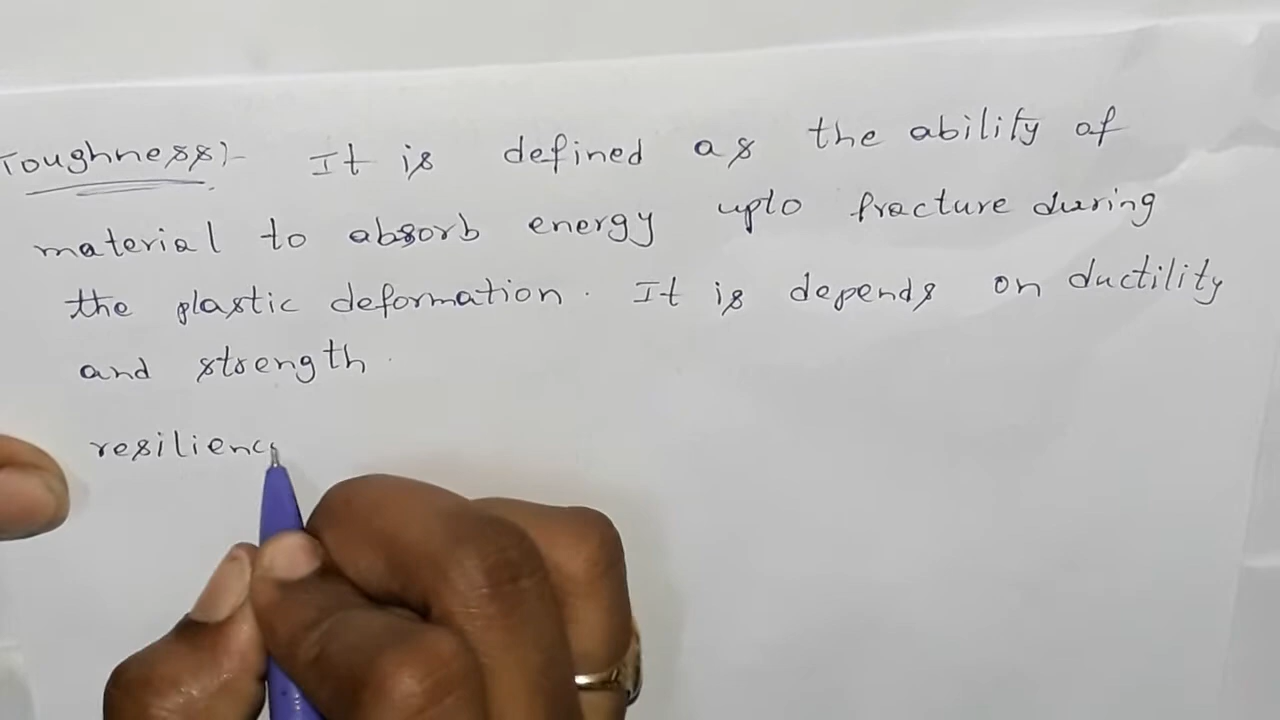 Toughness:-  It is defined as the ability of
material to absorb energy upto fracture during
the plastic deformation. It is depends on ductility
and strength.
resilienc